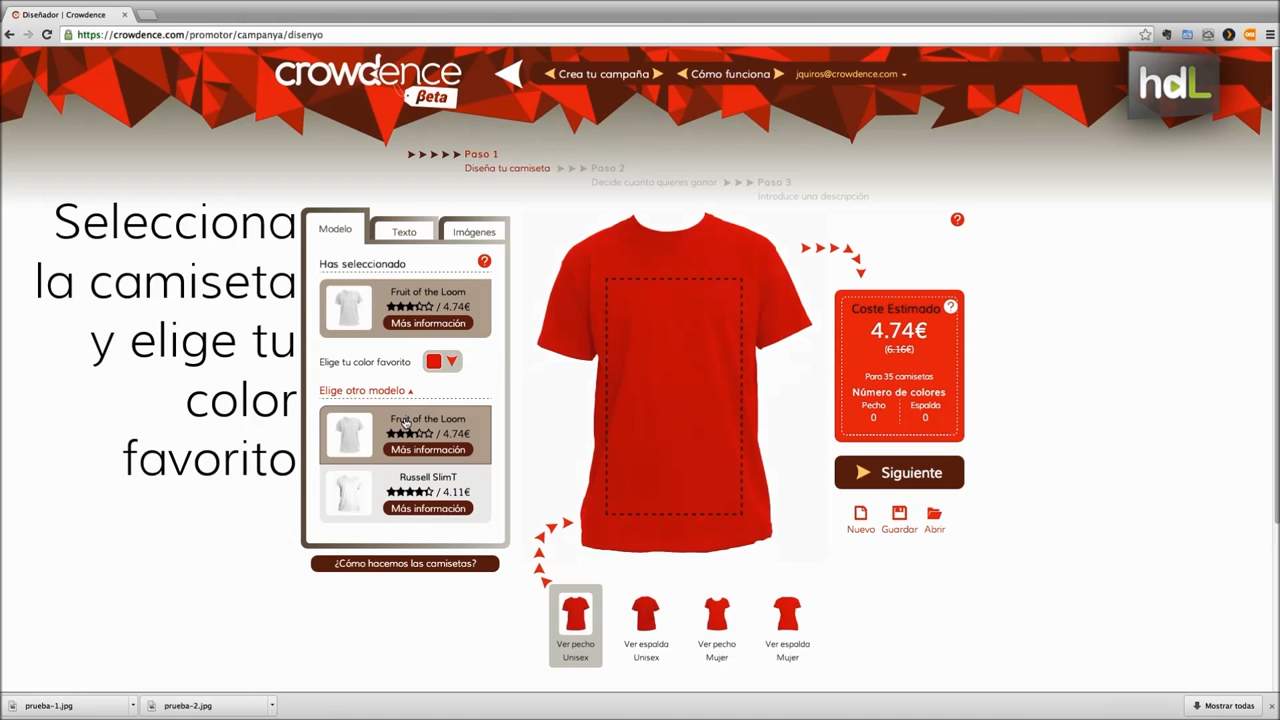 Diseñador | Crowdence
https://crowdence.com/promotor/campanya/disenyo
crowdence
βeta
Crea tu campaña
Cómo funciona
jquiros@crowdence.com
hdL
Paso 1
Diseña tu camiseta
Paso 2
Decide cuanto quieres ganar
Paso 3
Introduce una descripción
Selecciona
la camiseta
y elige tu
color
favorito
Modelo
Texto
Imágenes
Has seleccionado
?
Fruit of the Loom
/ 4.74€
Más información
Elige tu color favorito
Elige otro modelo
Fruit of the Loom
/ 4.74€
Más información
Russell SlimT
/ 4.11€
Más información
¿Cómo hacemos las camisetas?
?
Coste Estimado
?
4.74€
(6.16€)
Para 35 camisetas
Número de colores
Pecho Espalda
0 0
Siguiente
Nuevo Guardar Abrir
Ver pecho
Unisex
Ver espalda
Unisex
Ver pecho
Mujer
Ver espalda
Mujer
prueba-1.jpg
prueba-2.jpg
Mostrar todas